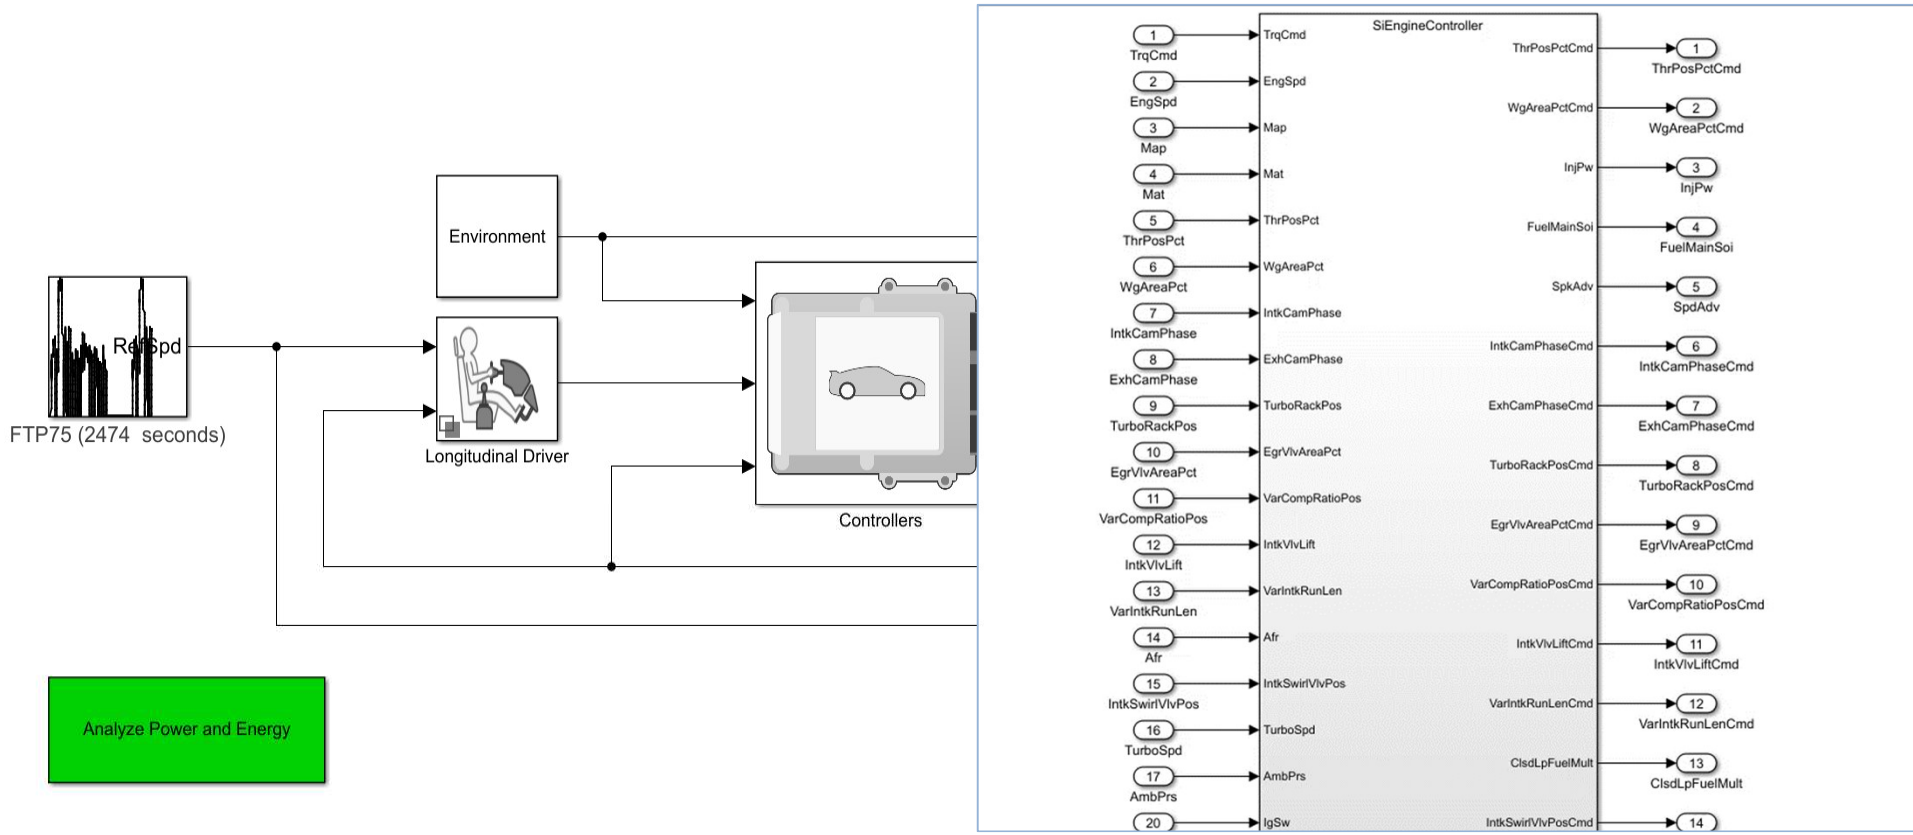 Environment
RefSpd
FTP75 (2474  seconds)
Longitudinal Driver
Controllers
Analyze Power and Energy
SiEngineController
1
TrqCmd
TrqCmd
2
EngSpd
EngSpd
3
Map
Map
4
Mat
Mat
5
ThrPosPct
ThrPosPct
6
WgAreaPct
WgAreaPct
7
IntkCamPhase
IntkCamPhase
8
ExhCamPhase
ExhCamPhase
9
TurboRackPos
TurboRackPos
10
EgrVlvAreaPct
EgrVlvAreaPct
11
VarCompRatioPos
VarCompRatioPos
12
IntkVlvLift
IntkVlvLift
13
VarIntkRunLen
VarIntkRunLen
14
Afr
Afr
15
IntkSwirlVlvPos
IntkSwirlVlvPos
16
TurboSpd
TurboSpd
17
AmbPrs
AmbPrs
20
IgSw
ThrPosPctCmd
1
ThrPosPctCmd
WgAreaPctCmd
2
WgAreaPctCmd
InjPw
3
InjPw
FuelMainSoi
4
FuelMainSoi
SpkAdv
5
SpdAdv
IntkCamPhaseCmd
6
IntkCamPhaseCmd
ExhCamPhaseCmd
7
ExhCamPhaseCmd
TurboRackPosCmd
8
TurboRackPosCmd
EgrVlvAreaPctCmd
9
EgrVlvAreaPctCmd
VarCompRatioPosCmd
10
VarCompRatioPosCmd
IntkVlvLiftCmd
11
IntkVlvLiftCmd
VarIntkRunLenCmd
12
VarIntkRunLenCmd
ClsdLpFuelMult
13
ClsdLpFuelMult
IntkSwirlVlvPosCmd
14